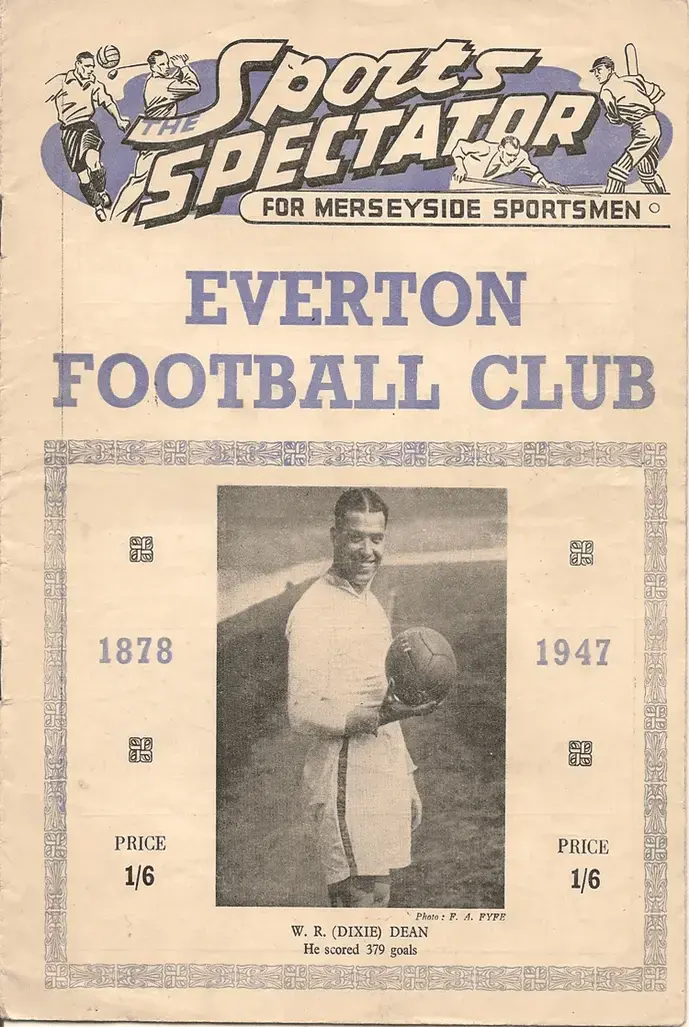 THE Sports
SPECTATOR
FOR MERSEYSIDE SPORTSMEN
EVERTON
FOOTBALL CLUB
1878
1947
PRICE
1/6
PRICE
1/6
Photo: F. A. FYFE
W. R. (DIXIE) DEAN
He scored 379 goals